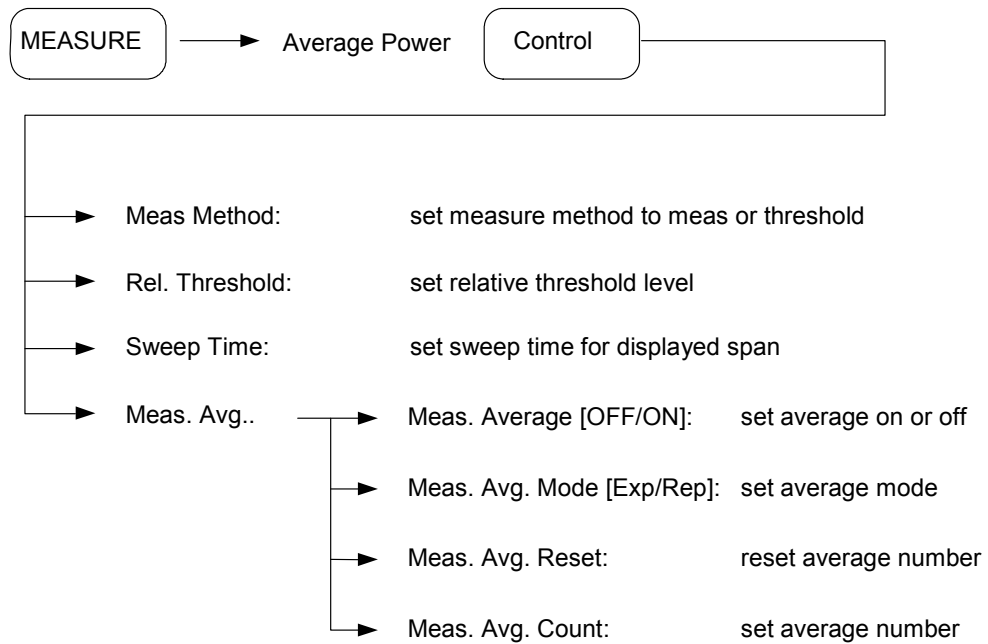 MEASURE Average Power Control
Meas Method: set measure method to meas or threshold
Rel. Threshold: set relative threshold level
Sweep Time: set sweep time for displayed span
Meas. Avg.. Meas. Average [OFF/ON]: set average on or off
Meas. Avg. Mode [Exp/Rep]: set average mode
Meas. Avg. Reset: reset average number
Meas. Avg. Count: set average number